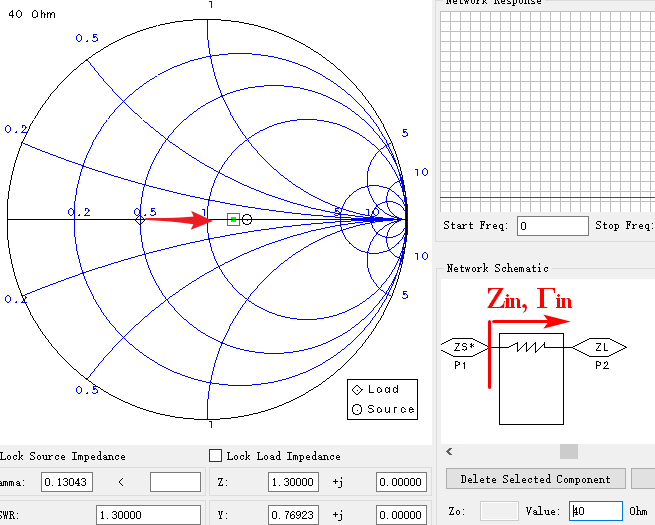 40 Ohm
1
0.5
0.2
0.2
0.5
1
5
10
5
10
10
5
0.2
0.5
1
Load
Source
Network Response
Start Freq: 0 Stop Freq:
Network Schematic
Zin, Γin
ZS* ZL
P1 P2
<
Delete Selected Component
Zo: Value: 40 Ohm
Lock Source Impedance
Lock Load Impedance
amma: 0.13043 <
Z: 1.30000 +j 0.00000
SWR: 1.30000
Y: 0.76923 +j 0.00000